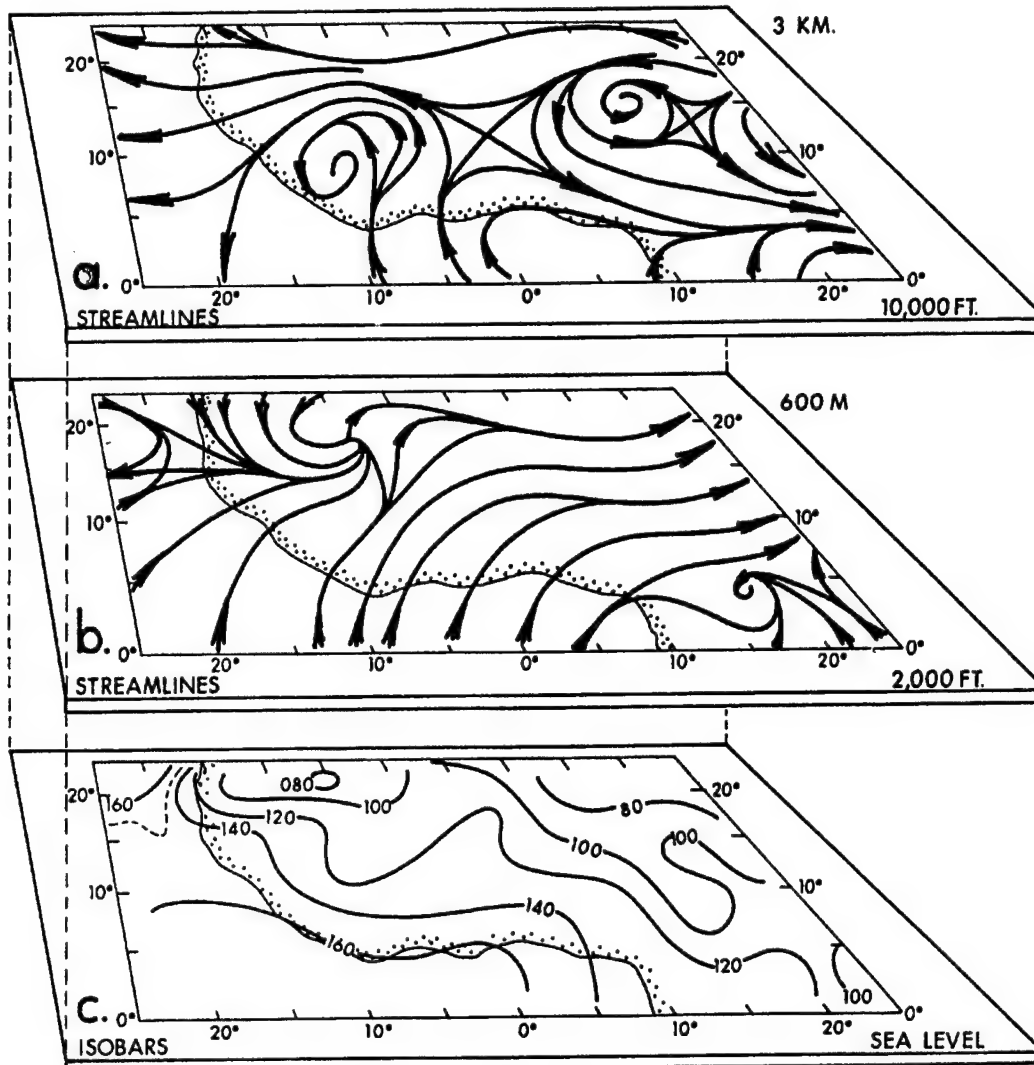 3 KM.
20° 20°
10° 10°
a. 0° 20° 10° 0° 10° 20° 0°
STREAMLINES 10,000 FT.
600 M
20° 20°
10° 10°
b. 0° 20° 10° 0° 10° 20° 0°
STREAMLINES 2,000 FT.
20° 160 080 100 80 20°
140 120 100 100
10° 140 10°
160 120 100
c. 0° 20° 10° 0° 10° 20° 0°
ISOBARS SEA LEVEL